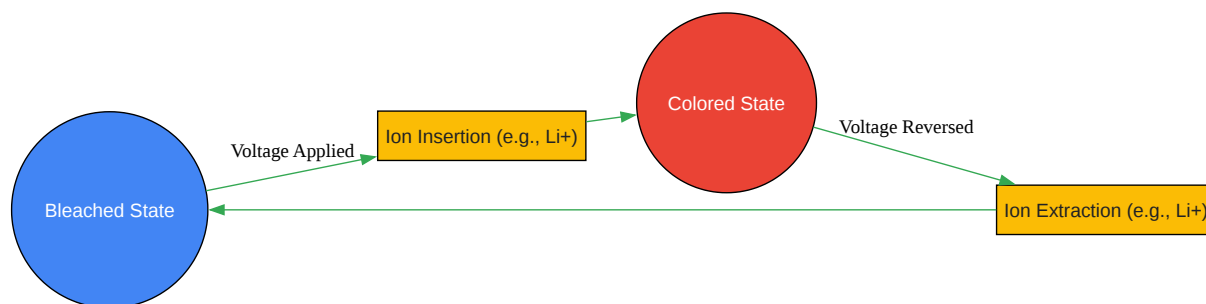 Bleached State
Voltage Applied
Ion Insertion (e.g., Li+)
Colored State
Voltage Reversed
Ion Extraction (e.g., Li+)